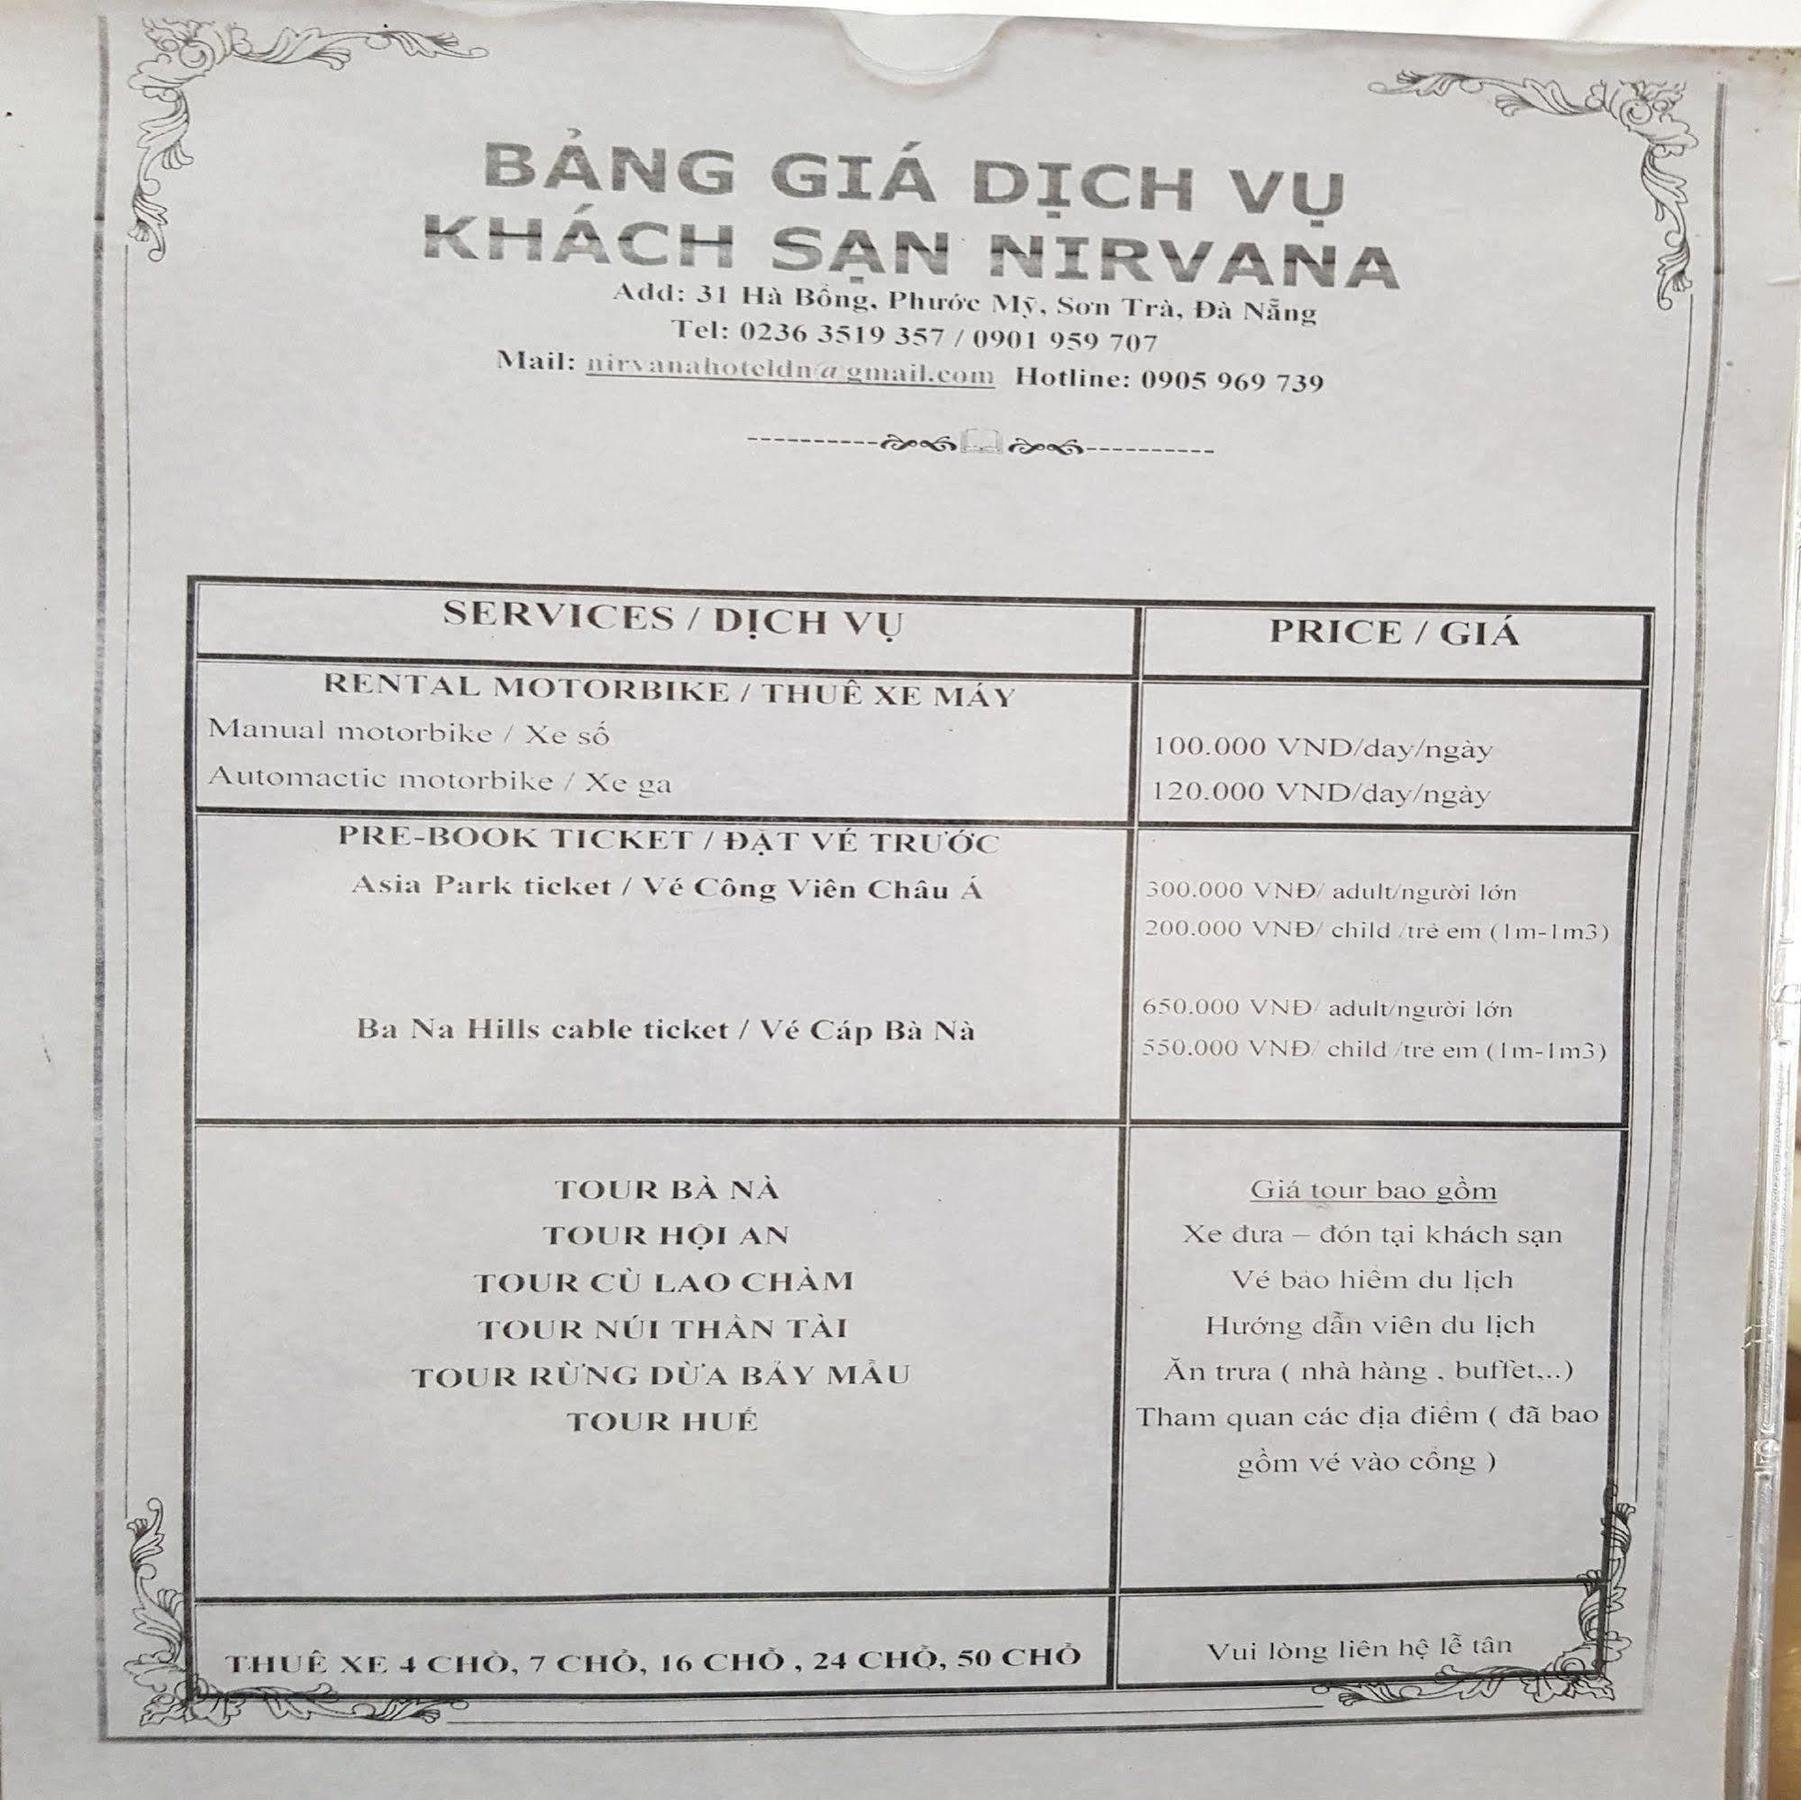 BẢNG GIÁ DỊCH VỤ
KHÁCH SẠN NIRVANA
Add: 31 Hà Bổng, Phước Mỹ, Sơn Trà, Đà Nẵng
Tel: 0236 3519 357 / 0901 959 707
Mail: nirvanahoteldn@gmail.com Hotline: 0905 969 739
SERVICES / DỊCH VỤ PRICE / GIÁ
RENTAL MOTORBIKE / THUÊ XE MÁY
Manual motorbike / Xe số 100.000 VND/day/ngày
Automactic motorbike / Xe ga 120.000 VND/day/ngày
PRE-BOOK TICKET / ĐẶT VÉ TRƯỚC
Asia Park ticket / Vé Công Viên Châu Á 300.000 VNĐ/ adult/người lớn
200.000 VNĐ/ child /trẻ em (1m-1m3)
650.000 VNĐ/ adult/người lớn
Ba Na Hills cable ticket / Vé Cáp Bà Nà
550.000 VNĐ/ child /trẻ em (1m-1m3)
TOUR BÀ NÀ Giá tour bao gồm
TOUR HỘI AN Xe đưa – đón tại khách sạn
TOUR CÙ LAO CHÀM Vé bảo hiểm du lịch
TOUR NÚI THẦN TÀI Hướng dẫn viên du lịch
TOUR RỪNG DỪA BẢY MẪU Ăn trưa ( nhà hàng , buffet,..)
TOUR HUẾ Tham quan các địa điểm ( đã bao
gồm vé vào cổng )
THUÊ XE 4 CHỖ, 7 CHỖ, 16 CHỖ , 24 CHỖ, 50 CHỖ Vui lòng liên hệ lễ tân